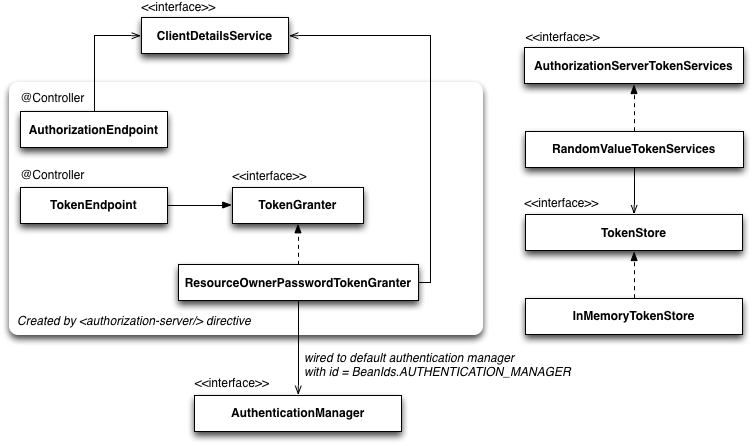 <<interface>>
ClientDetailsService
@Controller
AuthorizationEndpoint
@Controller
TokenEndpoint
<<interface>>
TokenGranter
ResourceOwnerPasswordTokenGranter
Created by <authorization-server/> directive
wired to default authentication manager
with id = BeanIds.AUTHENTICATION_MANAGER
<<interface>>
AuthenticationManager
<<interface>>
AuthorizationServerTokenServices
RandomValueTokenServices
<<interface>>
TokenStore
InMemoryTokenStore